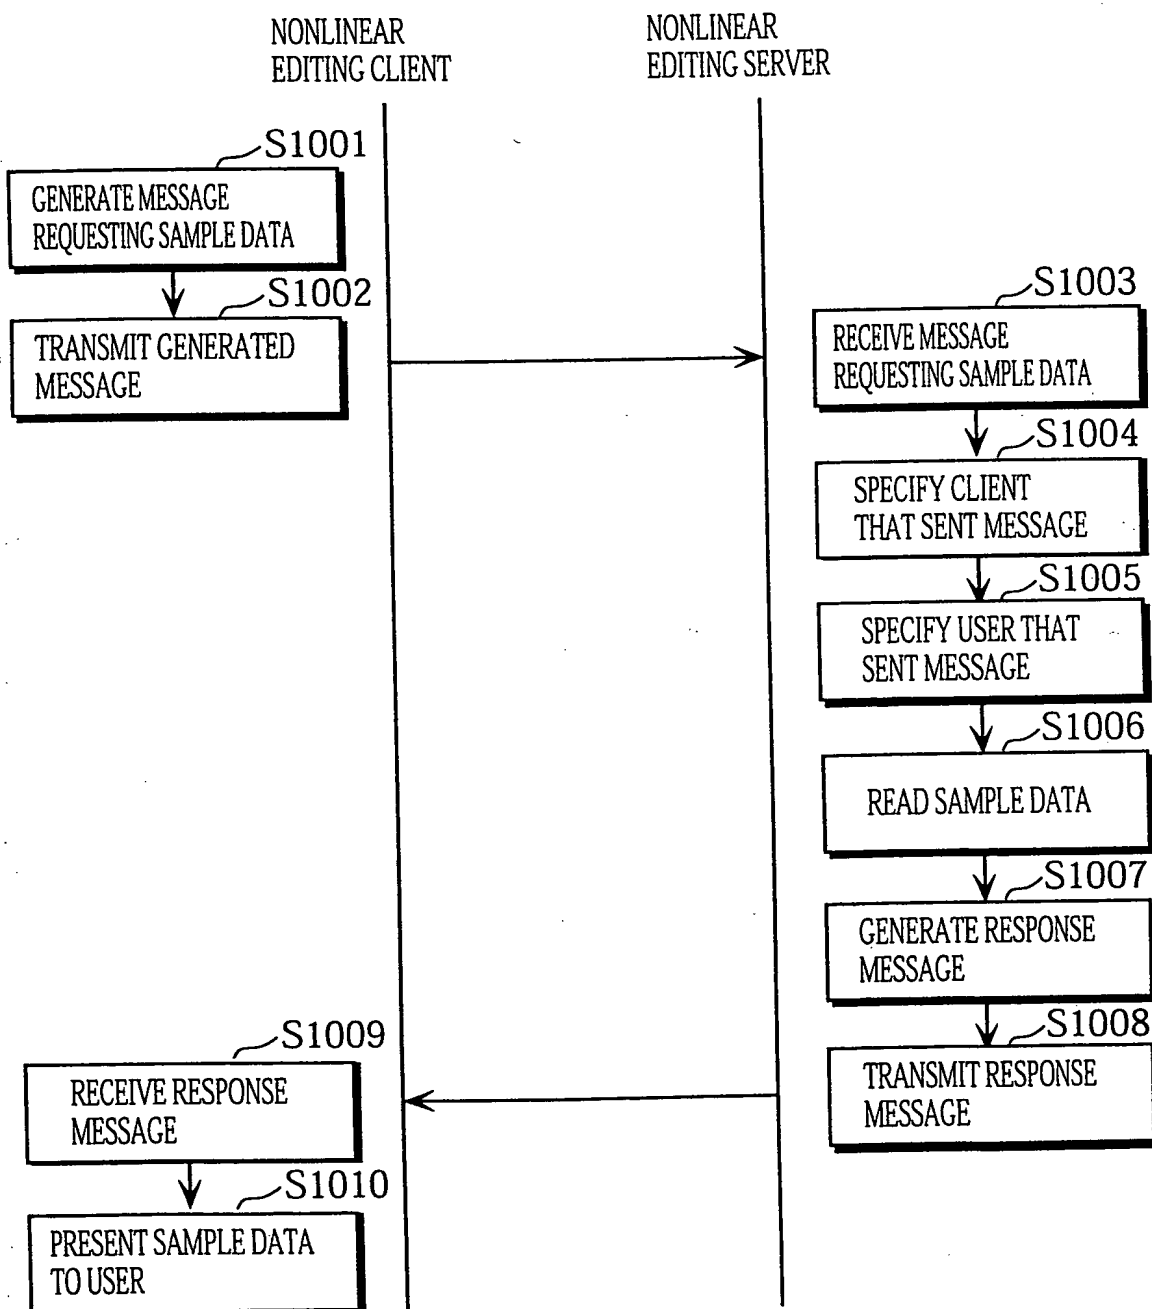 NONLINEAR
EDITING CLIENT
NONLINEAR
EDITING SERVER
S1001
GENERATE MESSAGE
REQUESTING SAMPLE DATA
S1002
TRANSMIT GENERATED
MESSAGE
S1003
RECEIVE MESSAGE
REQUESTING SAMPLE DATA
S1004
SPECIFY CLIENT
THAT SENT MESSAGE
S1005
SPECIFY USER THAT
SENT MESSAGE
S1006
READ SAMPLE DATA
S1007
GENERATE RESPONSE
MESSAGE
S1008
TRANSMIT RESPONSE
MESSAGE
S1009
RECEIVE RESPONSE
MESSAGE
S1010
PRESENT SAMPLE DATA
TO USER